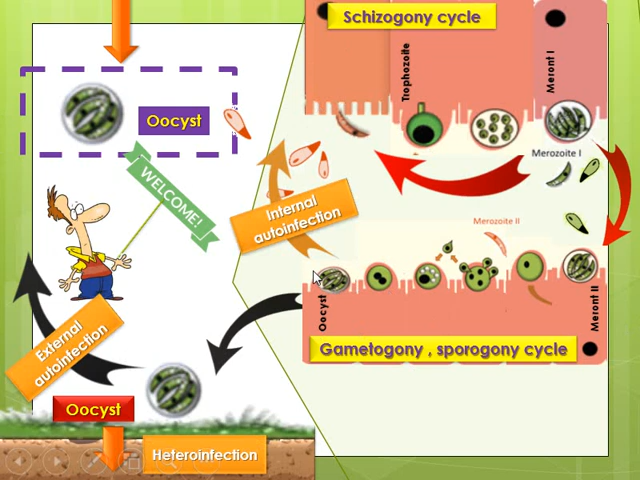 Schizogony cycle
Trophozoite
Meront I
Oocyst
Merozoite I
WELCOME!
Internal
autoinfection
Merozoite II
Oocyst
Meront II
External
autoinfection
Gametogony , sporogony cycle
Oocyst
Heteroinfection